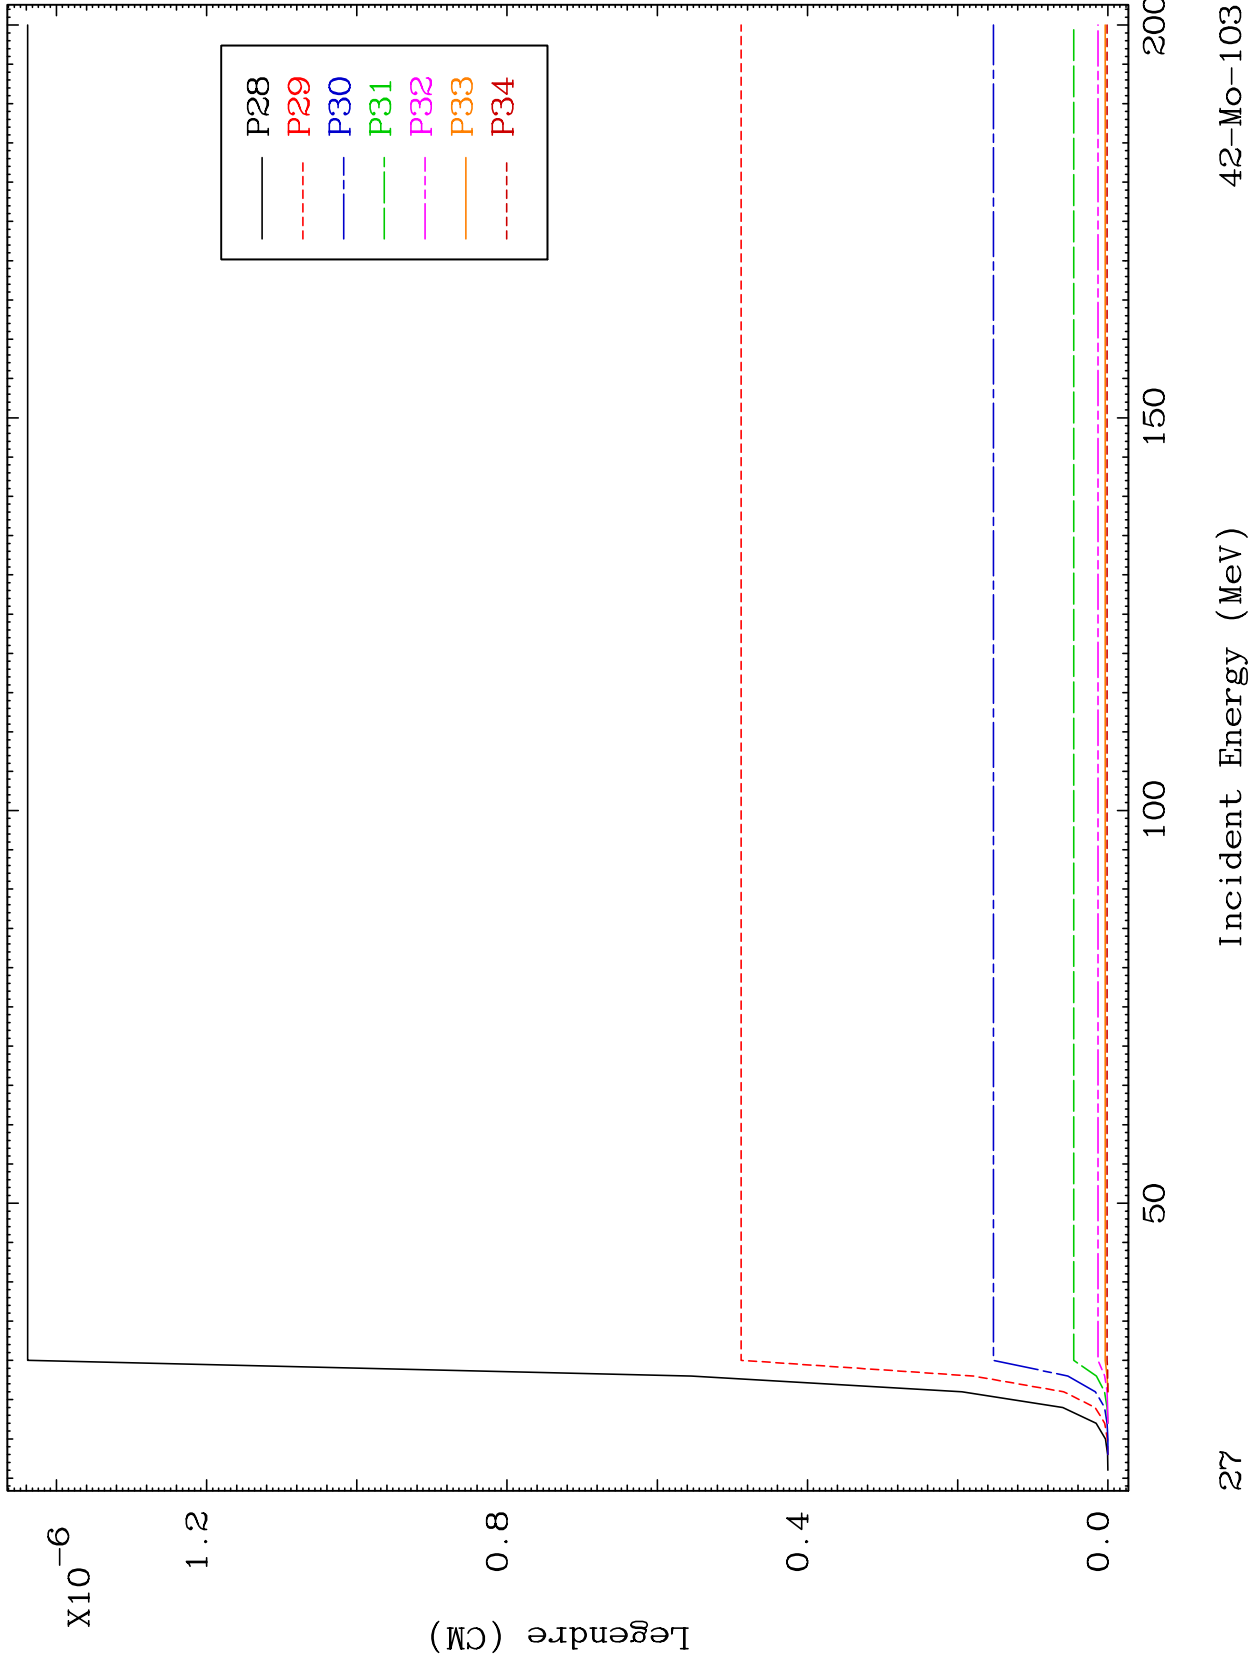 X10-6
1.2
0.8
0.4
0.0
Legendre (CM)
P28
P29
P30
P31
P32
P33
P34
50
100
150
200
Incident Energy (MeV)
27
42-Mo-103